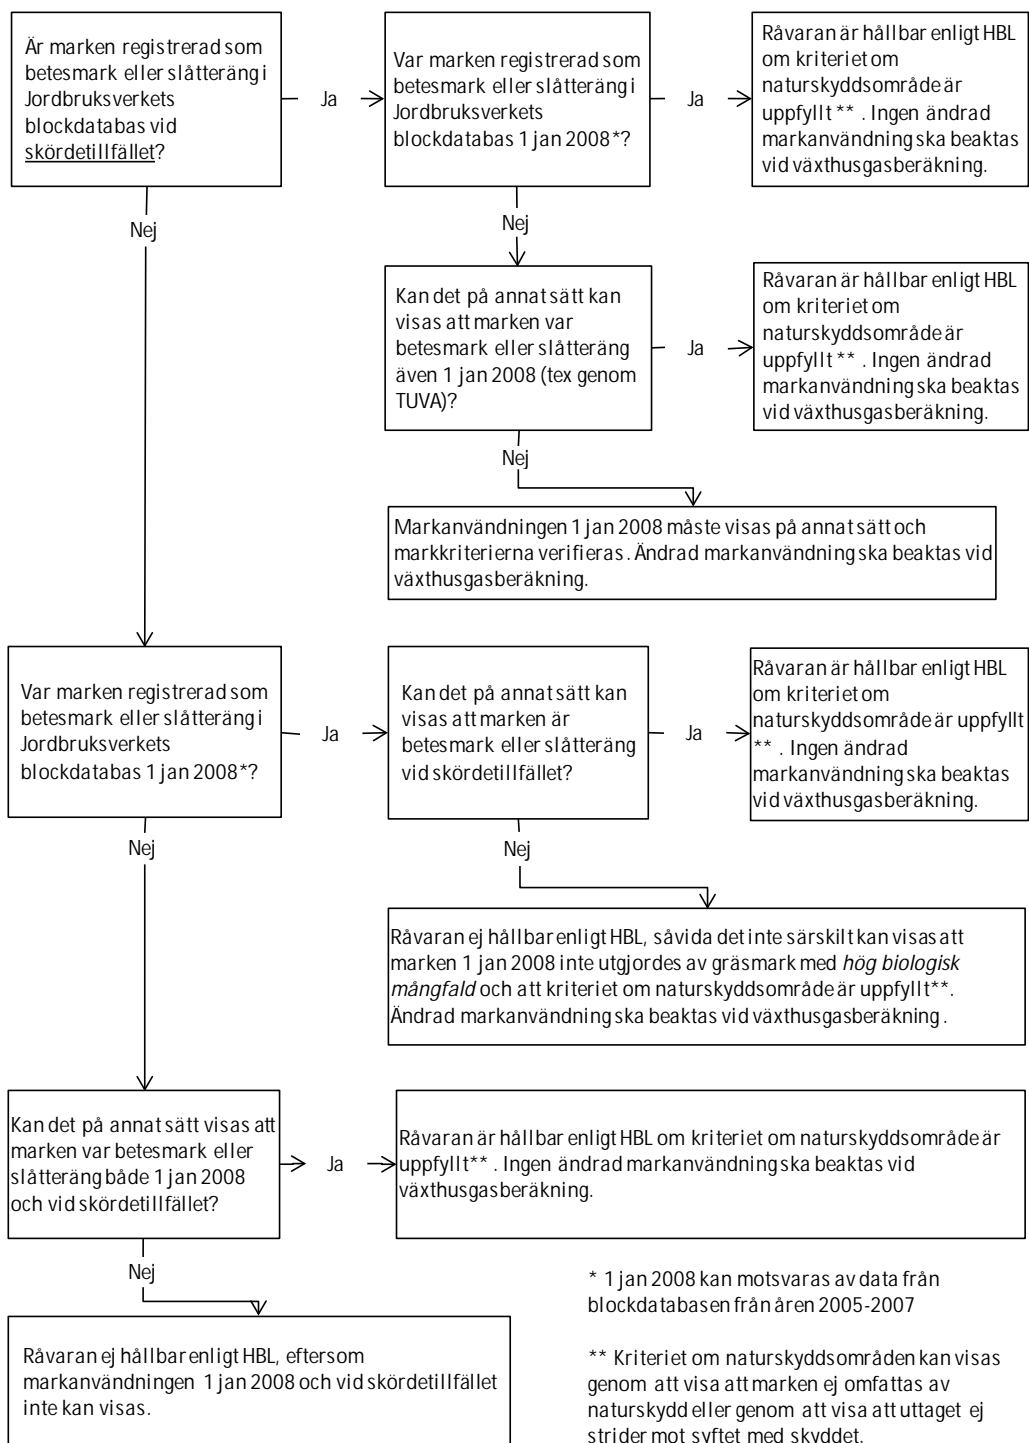 Är marken registrerad som
betesmark eller slåtteräng i
Jordbruksverkets
blockdatabas vid
skördetillfället?
Ja
Var marken registrerad som
betesmark eller slåtteräng i
Jordbruksverkets
blockdatabas 1 jan 2008*?
Ja
Råvaran är hållbar enligt HBL
om kriteriet om
naturskyddsområde är
uppfyllt ** . Ingen ändrad
markanvändning ska beaktas
vid växthusgasberäkning.
Nej
Nej
Kan det på annat sätt kan
visas att marken var
betesmark eller slåtteräng
även 1 jan 2008 (tex genom
TUVA)?
Ja
Råvaran är hållbar enligt HBL
om kriteriet om
naturskyddsområde är
uppfyllt ** . Ingen ändrad
markanvändning ska beaktas
vid växthusgasberäkning.
Nej
Markanvändningen 1 jan 2008 måste visas på annat sätt och
markkriterierna verifieras. Ändrad markanvändning ska beaktas vid
växthusgasberäkning.
Var marken registrerad som
betesmark eller slåtteräng i
Jordbruksverkets
blockdatabas 1 jan 2008*?
Ja
Kan det på annat sätt kan
visas att marken är
betesmark eller slåtteräng
vid skördetillfället?
Ja
Råvaran är hållbar enligt HBL
om kriteriet om
naturskyddsområde är uppfyllt
** . Ingen ändrad
markanvändning ska beaktas
vid växthusgasberäkning.
Nej
Nej
Råvaran ej hållbar enligt HBL, såvida det inte särskilt kan visas att
marken 1 jan 2008 inte utgjordes av gräsmark med hög biologisk
mångfald och att kriteriet om naturskyddsområde är uppfyllt**.
Ändrad markanvändning ska beaktas vid växthusgasberäkning .
Kan det på annat sätt visas att
marken var betesmark eller
slåtteräng både 1 jan 2008
och vid skördetillfället?
Ja
Råvaran är hållbar enligt HBL om kriteriet om naturskyddsområde är
uppfyllt** . Ingen ändrad markanvändning ska beaktas vid
växthusgasberäkning.
Nej
Råvaran ej hållbar enligt HBL, eftersom
markanvändningen 1 jan 2008 och vid skördetillfället
inte kan visas.
* 1 jan 2008 kan motsvaras av data från
blockdatabasen från åren 2005-2007
** Kriteriet om naturskyddsområden kan visas
genom att visa att marken ej omfattas av
naturskydd eller genom att visa att uttaget ej
strider mot syftet med skyddet.